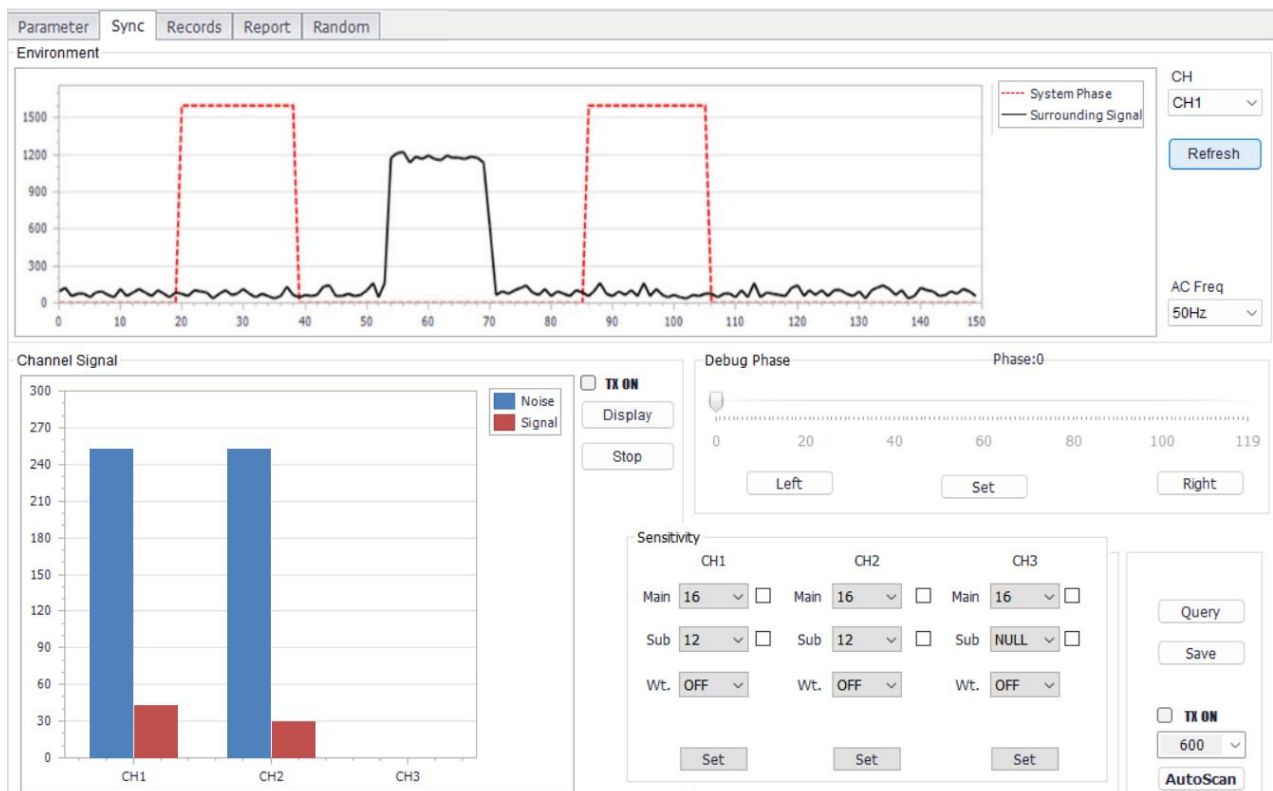 Parameter Sync Records Report Random
Environment
1500
1200
900
600
300
0
0 10 20 30 40 50 60 70 80 90 100 110 120 130 140 150
System Phase
Surrounding Signal
CH
CH1
Refresh
AC Freq
50Hz
Channel Signal
300
270
240
210
180
150
120
90
60
30
0
CH1 CH2 CH3
Noise
Signal
TX ON
Display
Stop
Debug Phase Phase:0
0 20 40 60 80 100 119
Left Set Right
Sensitivity
CH1 CH2 CH3
Main 16 Main 16 Main 16
Sub 12 Sub 12 Sub NULL
Wt. OFF Wt. OFF Wt. OFF
Set Set Set
Query
Save
TX ON
600
AutoScan